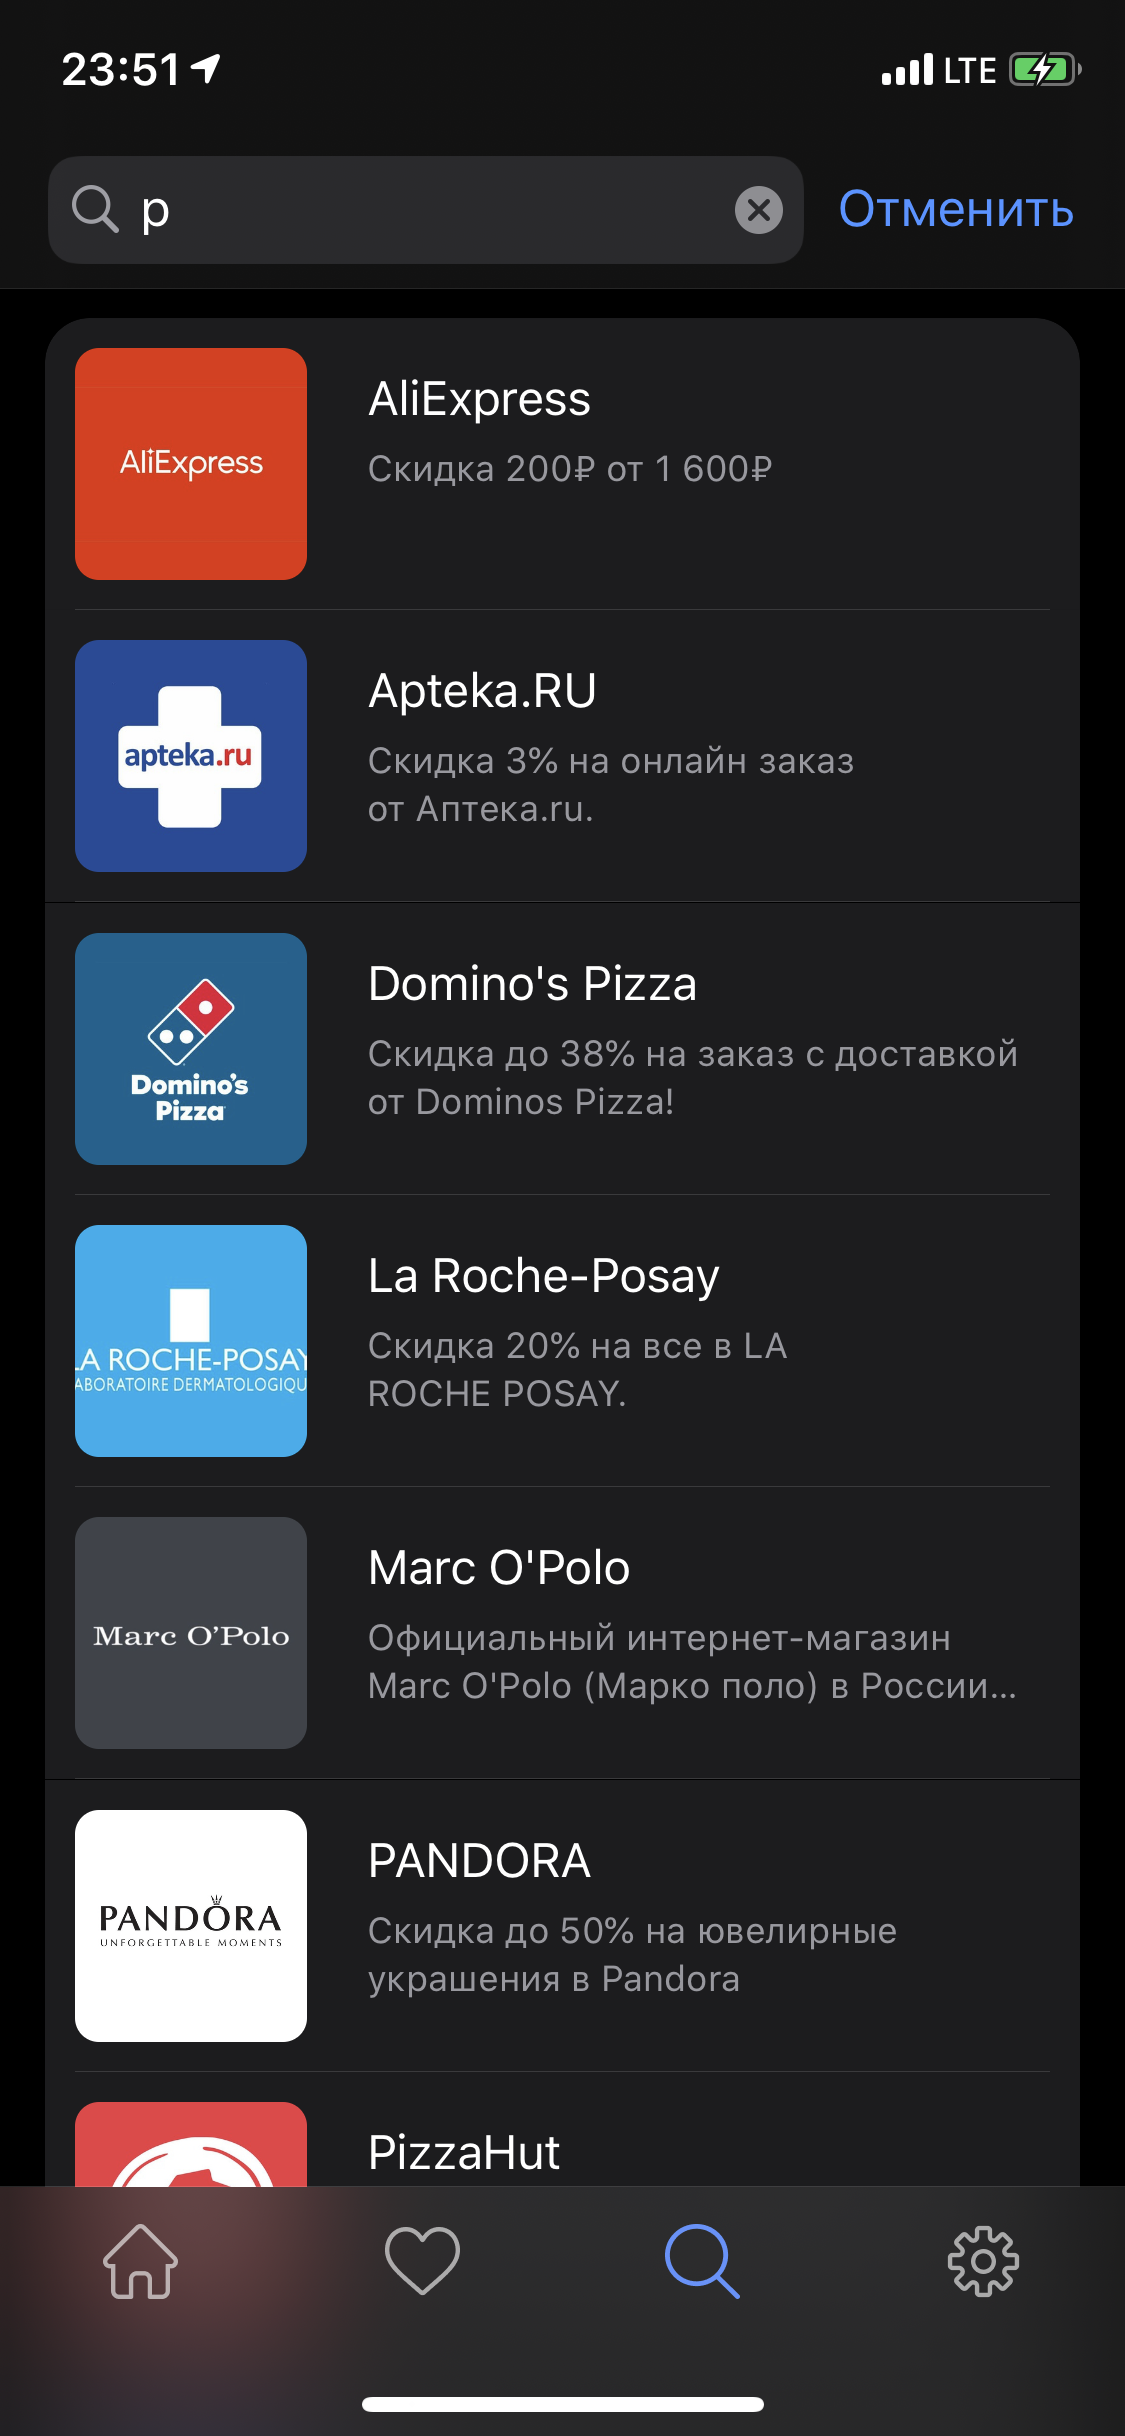 23:51
LTE
p
Отменить
AliExpress
AliExpress
Скидка 200₽ от 1 600₽
apteka.ru
Apteka.RU
Скидка 3% на онлайн заказ
от Аптека.ru.
Domino's
Pizza
Domino's Pizza
Скидка до 38% на заказ с доставкой
от Dominos Pizza!
LA ROCHE-POSAY
ABORATOIRE DERMATOLOGIQU
La Roche-Posay
Скидка 20% на все в LA
ROCHE POSAY.
Marc O'Polo
Marc O'Polo
Официальный интернет-магазин
Marc O'Polo (Марко поло) в России...
PANDORA
UNFORGETTABLE MOMENTS
PANDORA
Скидка до 50% на ювелирные
украшения в Pandora
PizzaHut